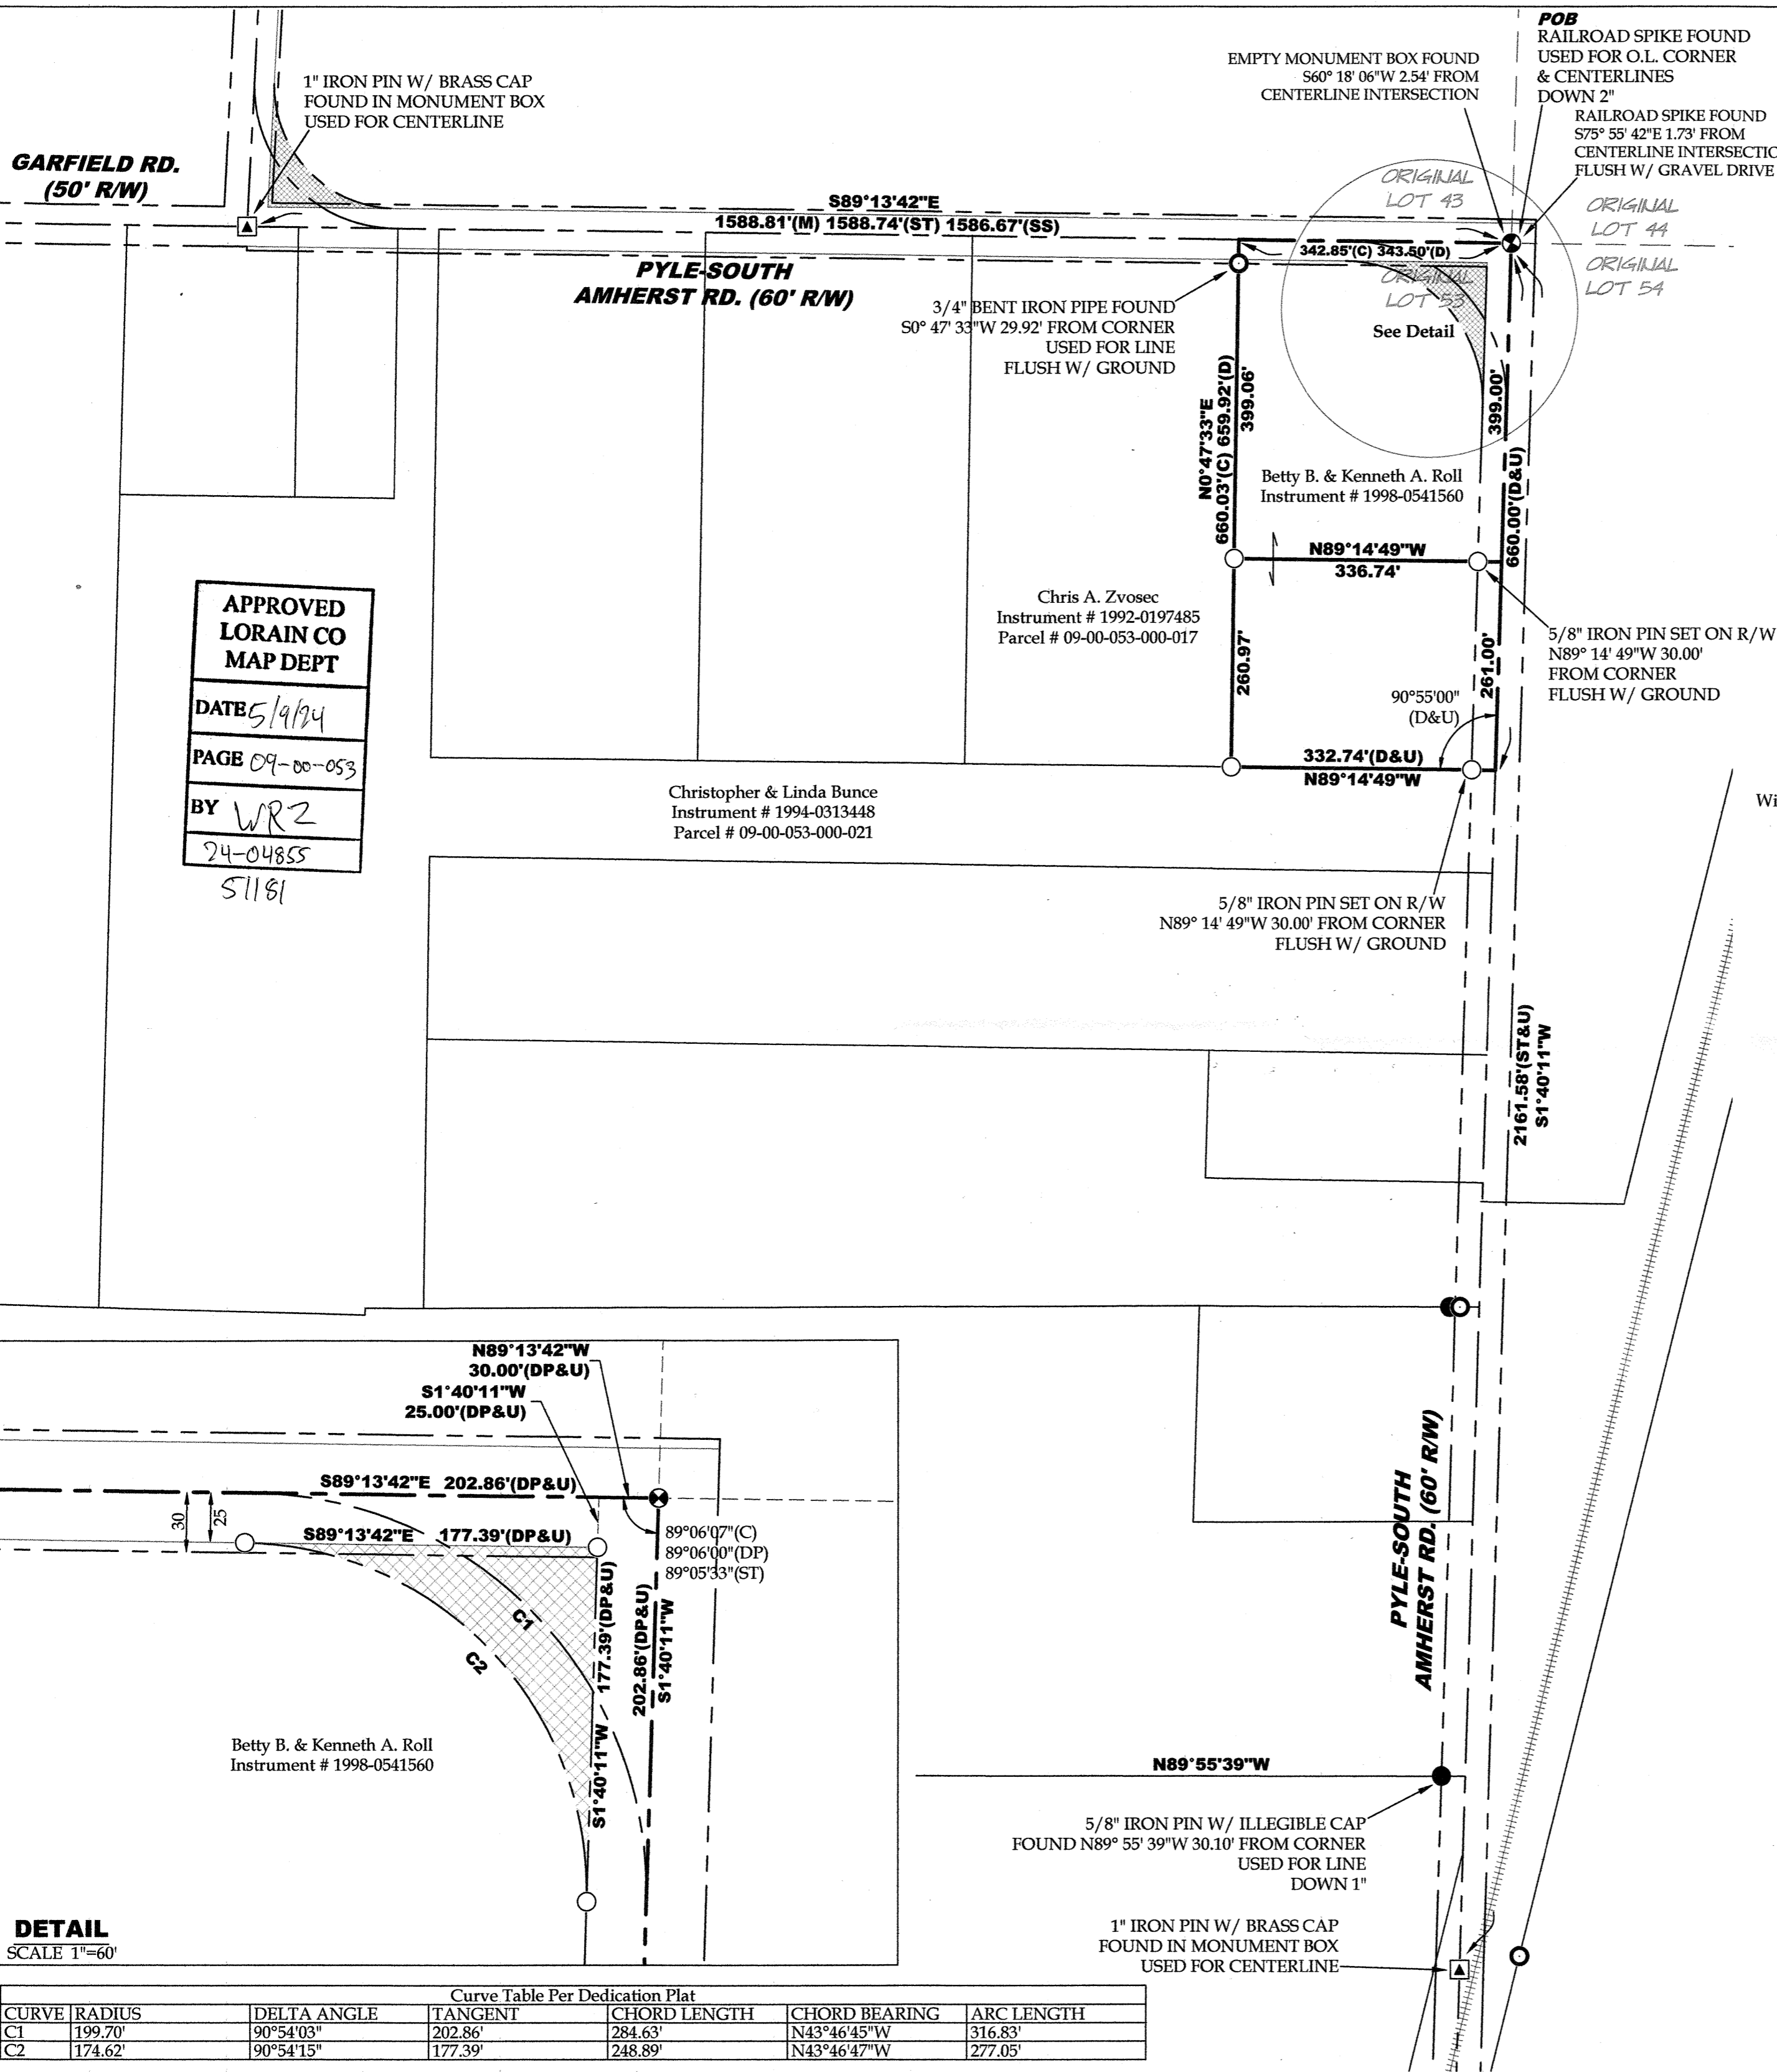 POB
RAILROAD SPIKE FOUND
USED FOR O.L. CORNER
& CENTERLINES
DOWN 2"
EMPTY MONUMENT BOX FOUND
S60° 18' 06"W 2.54' FROM
CENTERLINE INTERSECTION
RAILROAD SPIKE FOUND
S75° 55' 42"E 1.73' FROM
CENTERLINE INTERSECTIO
FLUSH W/ GRAVEL DRIVE
1" IRON PIN W/ BRASS CAP
FOUND IN MONUMENT BOX
USED FOR CENTERLINE
GARFIELD RD.
(50' R/W)
ORIGINAL
LOT 43
ORIGINAL
LOT 44
S89°13'42"E
1588.81'(M) 1588.74'(ST) 1586.67'(SS)
342.85'(C) 343.50'(D)
PYLE-SOUTH
AMHERST RD. (60' R/W)
ORIGINAL
LOT 53
ORIGINAL
LOT 54
See Detail
3/4" BENT IRON PIPE FOUND
S0° 47' 33"W 29.92' FROM CORNER
USED FOR LINE
FLUSH W/ GROUND
N0°47'33"E
660.03'(C) 659.92'(D)
399.06'
399.00'
660.00'(D&U)
Betty B. & Kenneth A. Roll
Instrument # 1998-0541560
N89°14'49"W
336.74'
APPROVED
LORAIN CO
MAP DEPT
DATE 5/9/24
PAGE 09-00-053
BY WRZ
24-04855
51181
Chris A. Zvosec
Instrument # 1992-0197485
Parcel # 09-00-053-000-017
260.97'
261.00'
5/8" IRON PIN SET ON R/W
N89° 14' 49"W 30.00'
FROM CORNER
FLUSH W/ GROUND
90°55'00"
(D&U)
332.74'(D&U)
N89°14'49"W
Christopher & Linda Bunce
Instrument # 1994-0313448
Parcel # 09-00-053-000-021
Wi
5/8" IRON PIN SET ON R/W
N89° 14' 49"W 30.00' FROM CORNER
FLUSH W/ GROUND
2161.58'(ST&U)
S1°40'11"W
N89°13'42"W
30.00'(DP&U)
S1°40'11"W
25.00'(DP&U)
S89°13'42"E 202.86'(DP&U)
30
25
S89°13'42"E 177.39'(DP&U)
89°06'07"(C)
89°06'00"(DP)
89°05'33"(ST)
C1
C2
S1°40'11"W 177.39'(DP&U)
202.86'(DP&U)
S1°40'11"W
Betty B. & Kenneth A. Roll
Instrument # 1998-0541560
PYLE-SOUTH
AMHERST RD. (60' R/W)
N89°55'39"W
5/8" IRON PIN W/ ILLEGIBLE CAP
FOUND N89° 55' 39"W 30.10' FROM CORNER
USED FOR LINE
DOWN 1"
1" IRON PIN W/ BRASS CAP
FOUND IN MONUMENT BOX
USED FOR CENTERLINE
DETAIL
SCALE 1"=60'
Curve Table Per Dedication Plat
CURVE RADIUS DELTA ANGLE TANGENT CHORD LENGTH CHORD BEARING ARC LENGTH
C1 199.70' 90°54'03" 202.86' 284.63' N43°46'45"W 316.83'
C2 174.62' 90°54'15" 177.39' 248.89' N43°46'47"W 277.05'